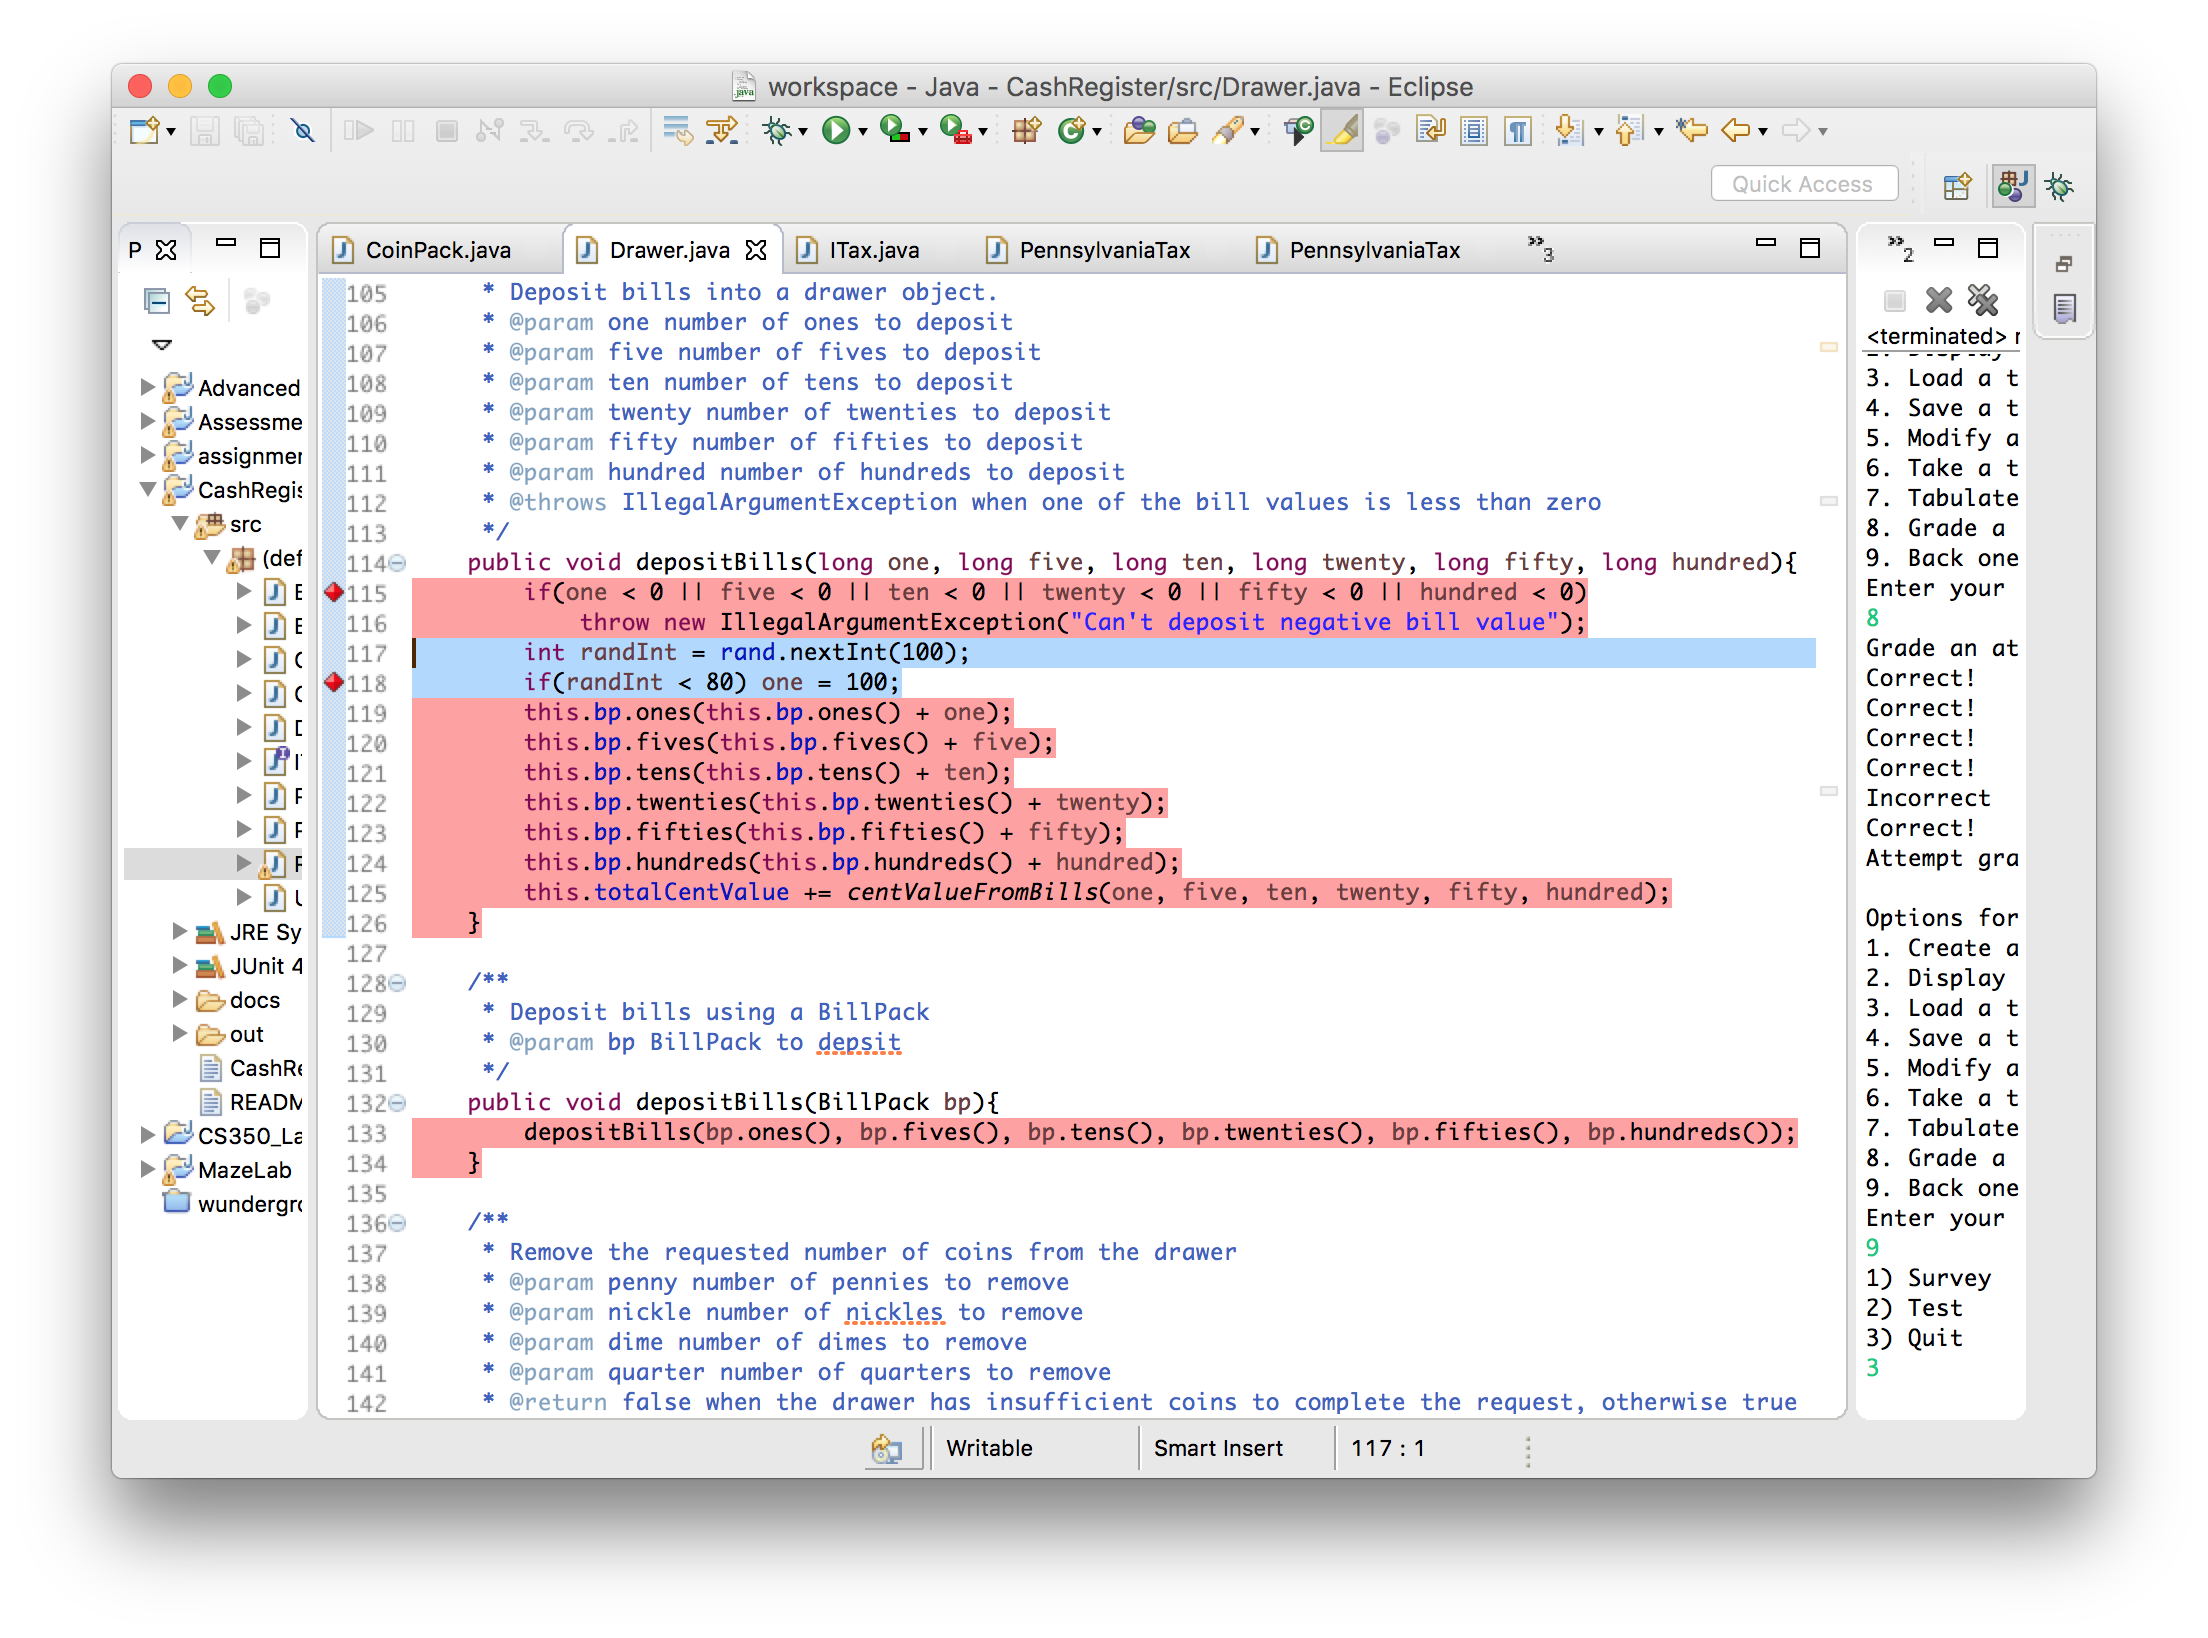 workspace - Java - CashRegister/src/Drawer.java - Eclipse
Quick Access
P
Advanced
Assessme
assignmer
CashRegis
src
(def
JRE Sy
JUnit 4
docs
out
CashRe
READM
CS350_La
MazeLab
wundergro
CoinPack.java
Drawer.java
ITax.java
PennsylvaniaTax
PennsylvaniaTax
»3
105 * Deposit bills into a drawer object.
106 * @param one number of ones to deposit
107 * @param five number of fives to deposit
108 * @param ten number of tens to deposit
109 * @param twenty number of twenties to deposit
110 * @param fifty number of fifties to deposit
111 * @param hundred number of hundreds to deposit
112 * @throws IllegalArgumentException when one of the bill values is less than zero
113 */
114 public void depositBills(long one, long five, long ten, long twenty, long fifty, long hundred){
115 if(one < 0 || five < 0 || ten < 0 || twenty < 0 || fifty < 0 || hundred < 0)
116 throw new IllegalArgumentException("Can't deposit negative bill value");
117 int randInt = rand.nextInt(100);
118 if(randInt < 80) one = 100;
119 this.bp.ones(this.bp.ones() + one);
120 this.bp.fives(this.bp.fives() + five);
121 this.bp.tens(this.bp.tens() + ten);
122 this.bp.twenties(this.bp.twenties() + twenty);
123 this.bp.fifties(this.bp.fifties() + fifty);
124 this.bp.hundreds(this.bp.hundreds() + hundred);
125 this.totalCentValue += centValueFromBills(one, five, ten, twenty, fifty, hundred);
126 }
127
128 /**
129 * Deposit bills using a BillPack
130 * @param bp BillPack to depsit
131 */
132 public void depositBills(BillPack bp){
133 depositBills(bp.ones(), bp.fives(), bp.tens(), bp.twenties(), bp.fifties(), bp.hundreds());
134 }
135
136 /**
137 * Remove the requested number of coins from the drawer
138 * @param penny number of pennies to remove
139 * @param nickle number of nickles to remove
140 * @param dime number of dimes to remove
141 * @param quarter number of quarters to remove
142 * @return false when the drawer has insufficient coins to complete the request, otherwise true
»2
<terminated> r
2. Display
3. Load a t
4. Save a t
5. Modify a
6. Take a t
7. Tabulate
8. Grade a
9. Back one
Enter your
8
Grade an at
Correct!
Correct!
Correct!
Correct!
Incorrect
Correct!
Attempt gra
Options for
1. Create a
2. Display
3. Load a t
4. Save a t
5. Modify a
6. Take a t
7. Tabulate
8. Grade a
9. Back one
Enter your
9
1) Survey
2) Test
3) Quit
3
Writable
Smart Insert
117 : 1